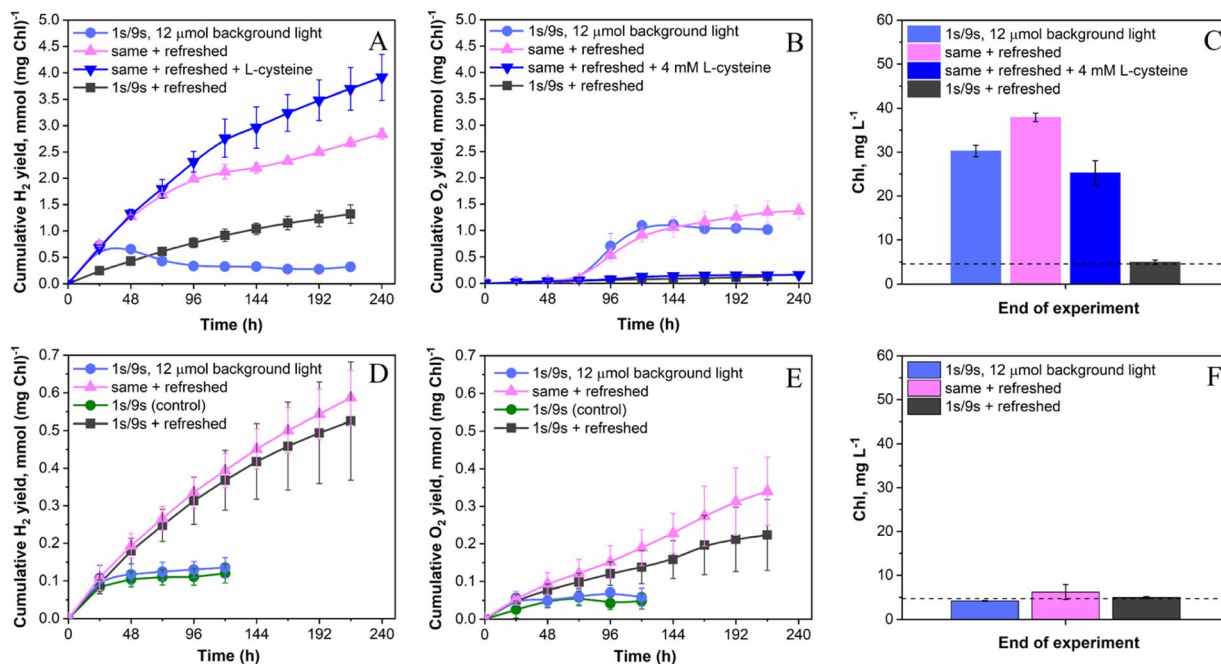 A
1s/9s, 12 μmol background light
same + refreshed
same + refreshed + L-cysteine
1s/9s + refreshed
Cumulative H₂ yield, mmol (mg Chl)⁻¹
5.0
4.5
4.0
3.5
3.0
2.5
2.0
1.5
1.0
0.5
0.0
0 48 96 144 192 240
Time (h)
B
1s/9s, 12 μmol background light
same + refreshed
same + refreshed + 4 mM L-cysteine
1s/9s + refreshed
Cumulative O₂ yield, mmol (mg Chl)⁻¹
5.0
4.5
4.0
3.5
3.0
2.5
2.0
1.5
1.0
0.5
0.0
0 48 96 144 192 240
Time (h)
C
1s/9s, 12 μmol background light
same + refreshed
same + refreshed + 4 mM L-cysteine
1s/9s + refreshed
Chl, mg L⁻¹
60
50
40
30
20
10
0
End of experiment
D
1s/9s, 12 μmol background light
same + refreshed
1s/9s (control)
1s/9s + refreshed
Cumulative H₂ yield, mmol (mg Chl)⁻¹
0.7
0.6
0.5
0.4
0.3
0.2
0.1
0.0
0 48 96 144 192 240
Time (h)
E
1s/9s, 12 μmol background light
same + refreshed
1s/9s (control)
1s/9s + refreshed
Cumulative O₂ yield, mmol (mg Chl)⁻¹
0.7
0.6
0.5
0.4
0.3
0.2
0.1
0.0
0 48 96 144 192 240
Time (h)
F
1s/9s, 12 μmol background light
same + refreshed
1s/9s + refreshed
Chl, mg L⁻¹
60
50
40
30
20
10
0
End of experiment